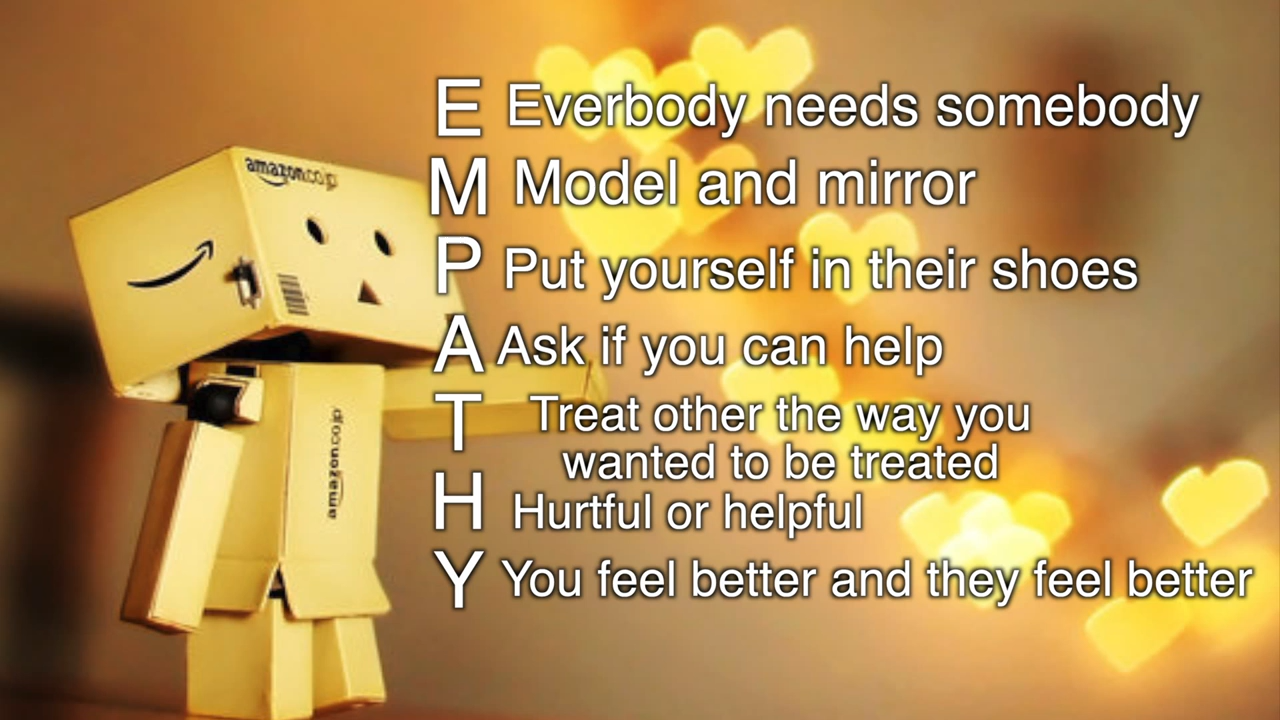 amazon.co.jp
E Everbody needs somebody
M Model and mirror
P Put yourself in their shoes
A Ask if you can help
T Treat other the way you
wanted to be treated
H Hurtful or helpful
Y You feel better and they feel better
amazon.co.jp